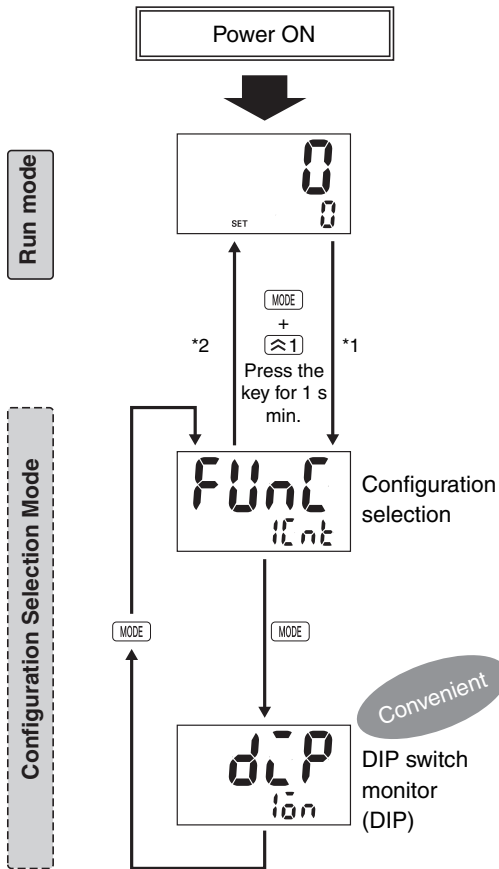 Power ON
Run mode
0
SET
0
MODE
+
1
*2
*1
Press the
key for 1 s
min.
Configuration Selection Mode
FUnC
1Cnt
Configuration
selection
MODE
MODE
Convenient
diP
1on
DIP switch
monitor
(DIP)